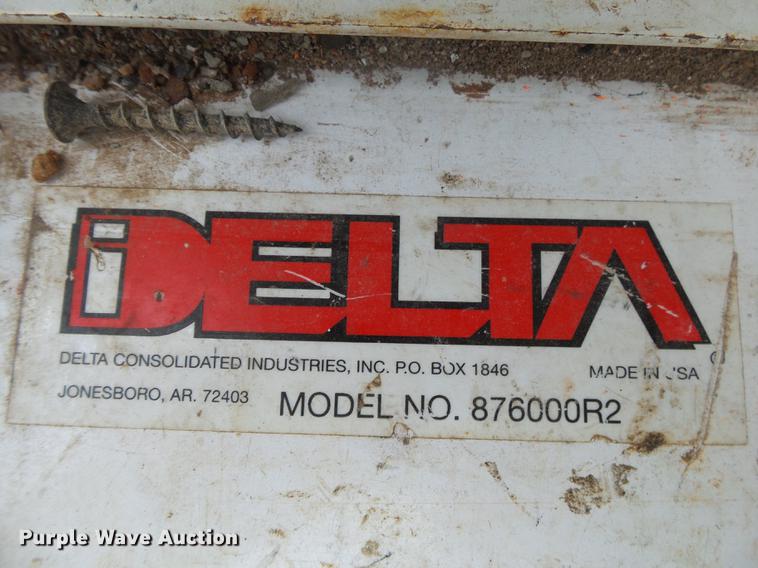 DELTA
®
DELTA CONSOLIDATED INDUSTRIES, INC. P.O. BOX 1846 MADE IN USA
JONESBORO, AR. 72403 MODEL NO. 876000R2
Purple Wave Auction